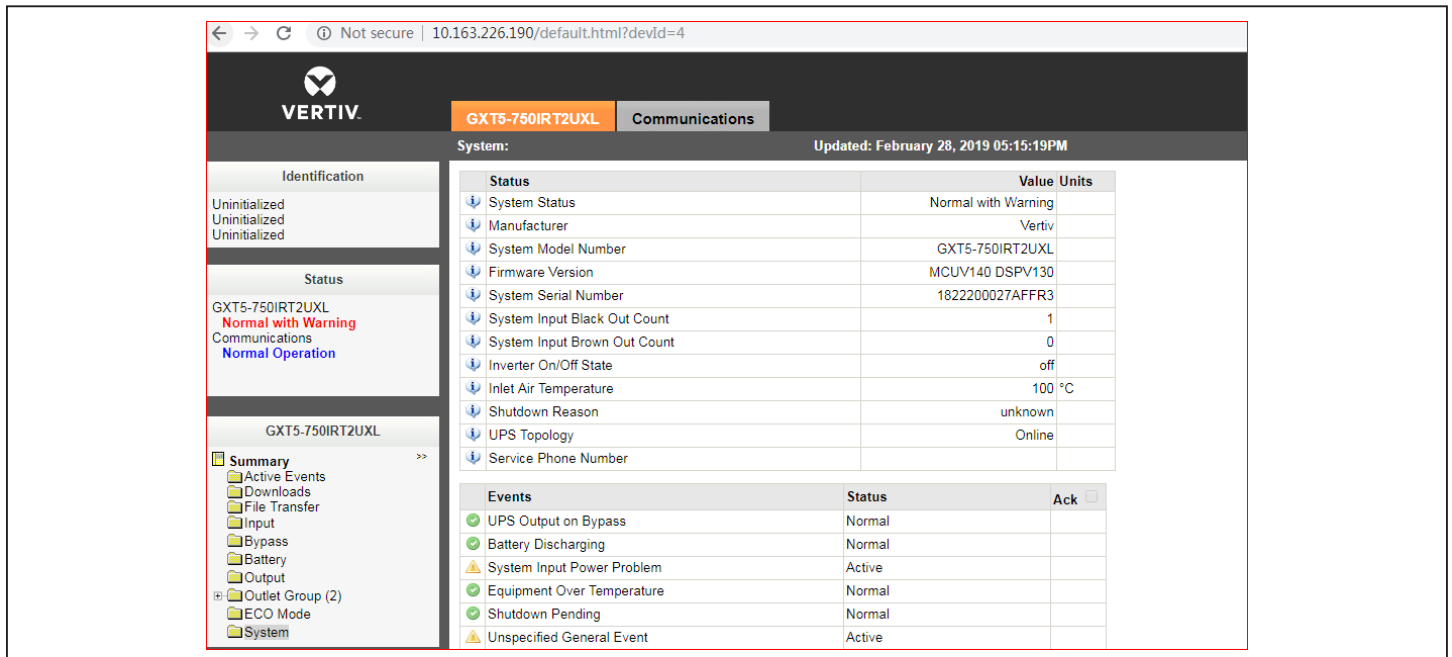 Not secure | 10.163.226.190/default.html?devId=4
VERTIV.
GXT5-750IRT2UXL Communications
System: Updated: February 28, 2019 05:15:19PM
Identification
Uninitialized
Uninitialized
Uninitialized
Status
GXT5-750IRT2UXL
Normal with Warning
Communications
Normal Operation
GXT5-750IRT2UXL
Summary >>
Active Events
Downloads
File Transfer
Input
Bypass
Battery
Output
Outlet Group (2)
ECO Mode
System
Status Value Units
System Status Normal with Warning
Manufacturer Vertiv
System Model Number GXT5-750IRT2UXL
Firmware Version MCUV140 DSPV130
System Serial Number 1822200027AFFR3
System Input Black Out Count 1
System Input Brown Out Count 0
Inverter On/Off State off
Inlet Air Temperature 100 °C
Shutdown Reason unknown
UPS Topology Online
Service Phone Number
Events Status Ack
UPS Output on Bypass Normal
Battery Discharging Normal
System Input Power Problem Active
Equipment Over Temperature Normal
Shutdown Pending Normal
Unspecified General Event Active